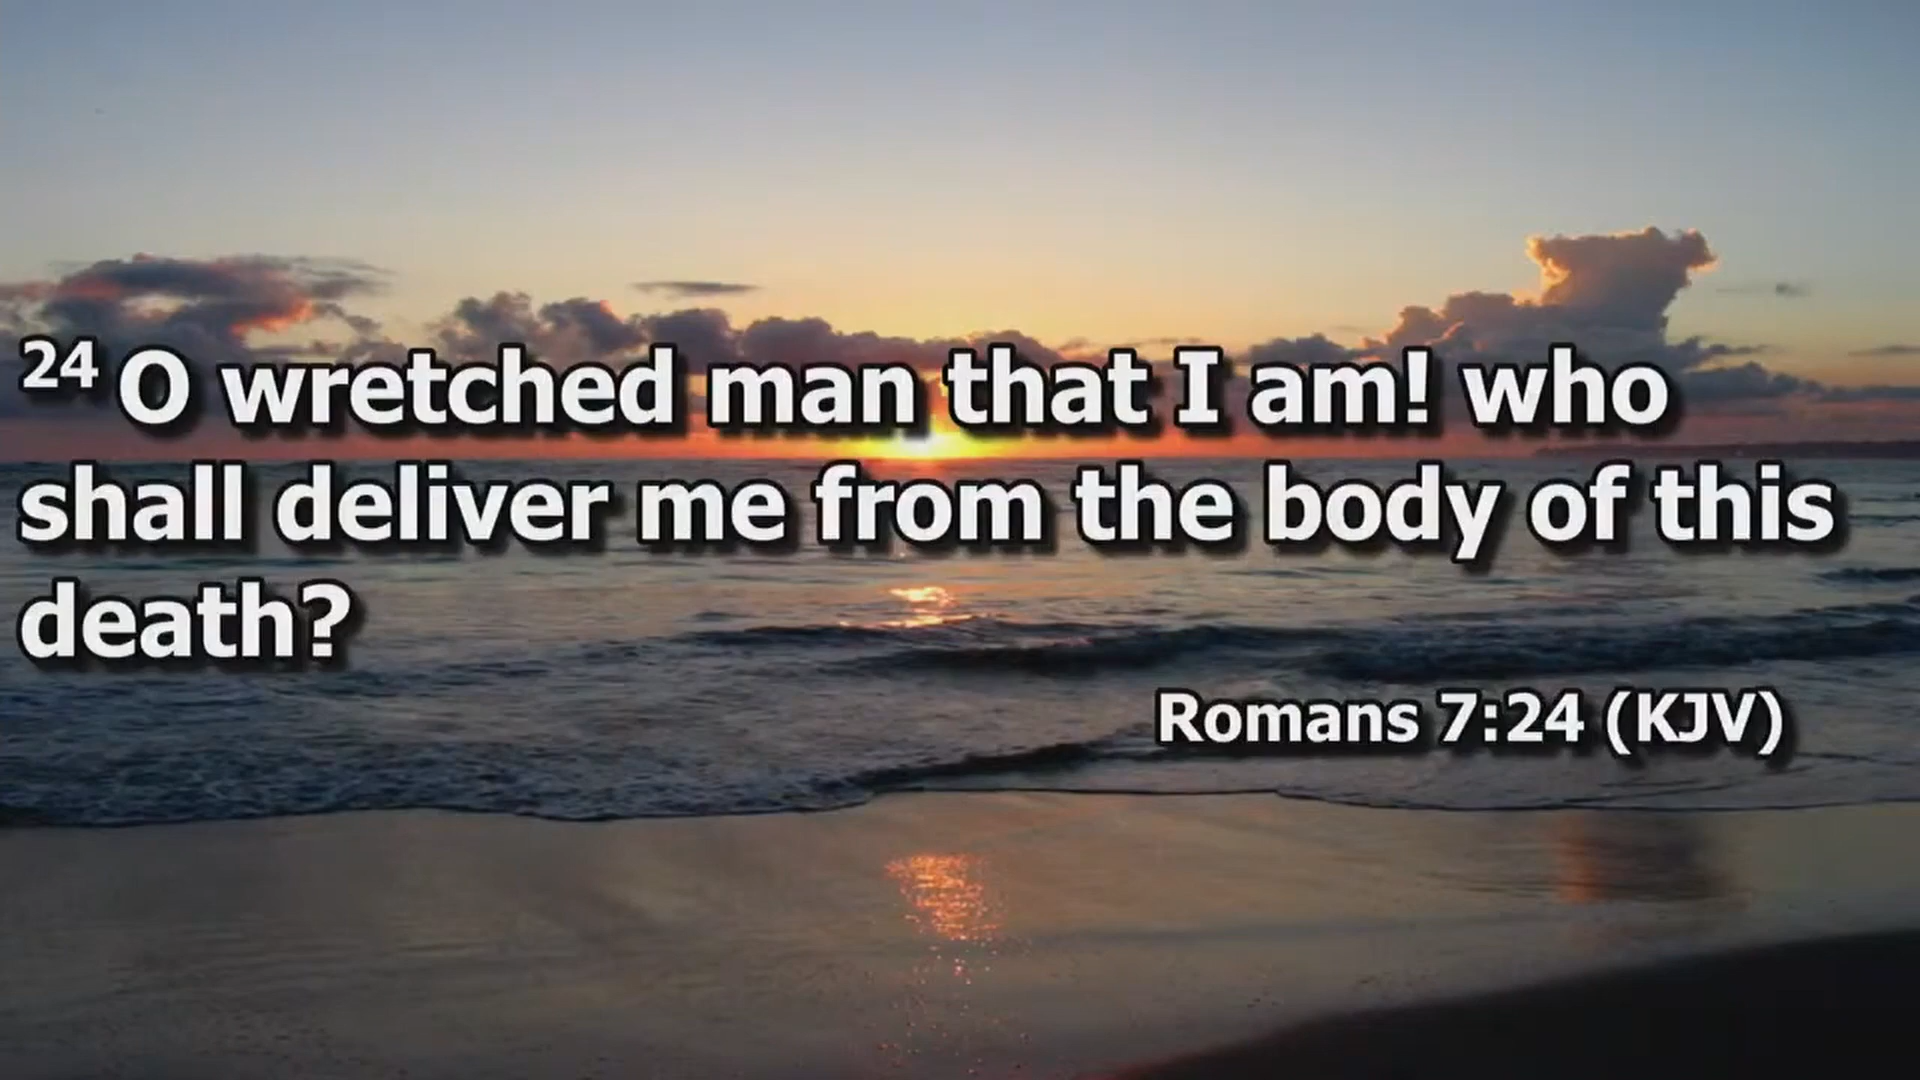 24 O wretched man that I am! who
shall deliver me from the body of this
death?
Romans 7:24 (KJV)